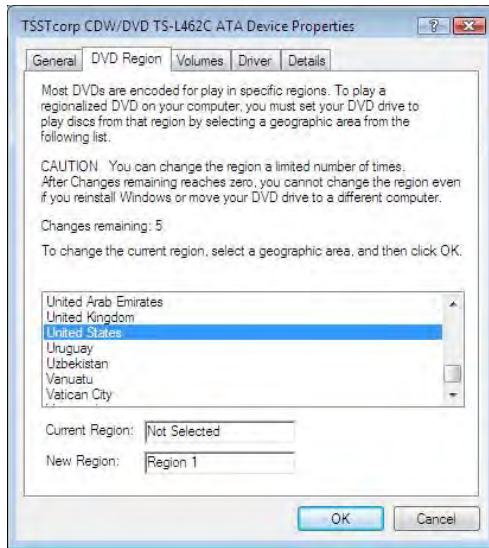 TSSTcorp CDW/DVD TS-L462C ATA Device Properties
General DVD Region Volumes Driver Details
Most DVDs are encoded for play in specific regions. To play a
regionalized DVD on your computer, you must set your DVD drive to
play discs from that region by selecting a geographic area from the
following list.
CAUTION You can change the region a limited number of times.
After Changes remaining reaches zero, you cannot change the region even
if you reinstall Windows or move your DVD drive to a different computer.
Changes remaining: 5
To change the current region, select a geographic area, and then click OK.
United Arab Emirates
United Kingdom
United States
Uruguay
Uzbekistan
Vanuatu
Vatican City
Current Region: Not Selected
New Region: Region 1
OK Cancel